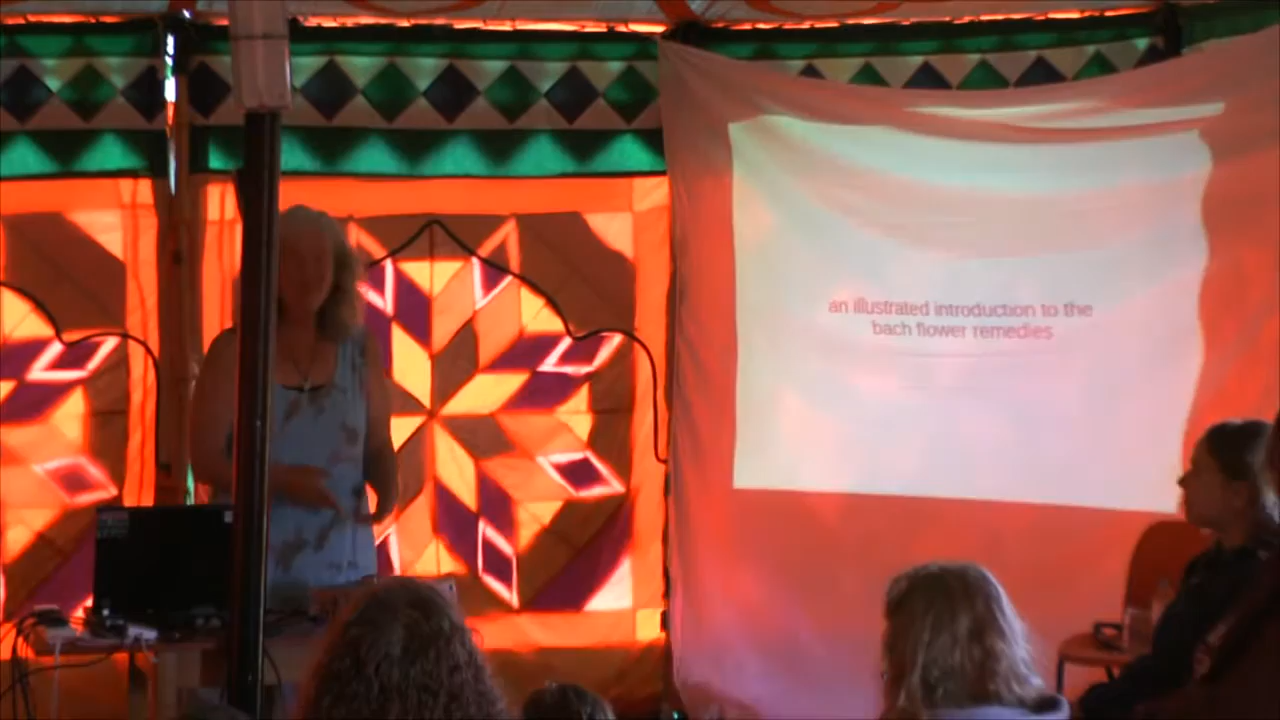 an illustrated introduction to the
bach flower remedies